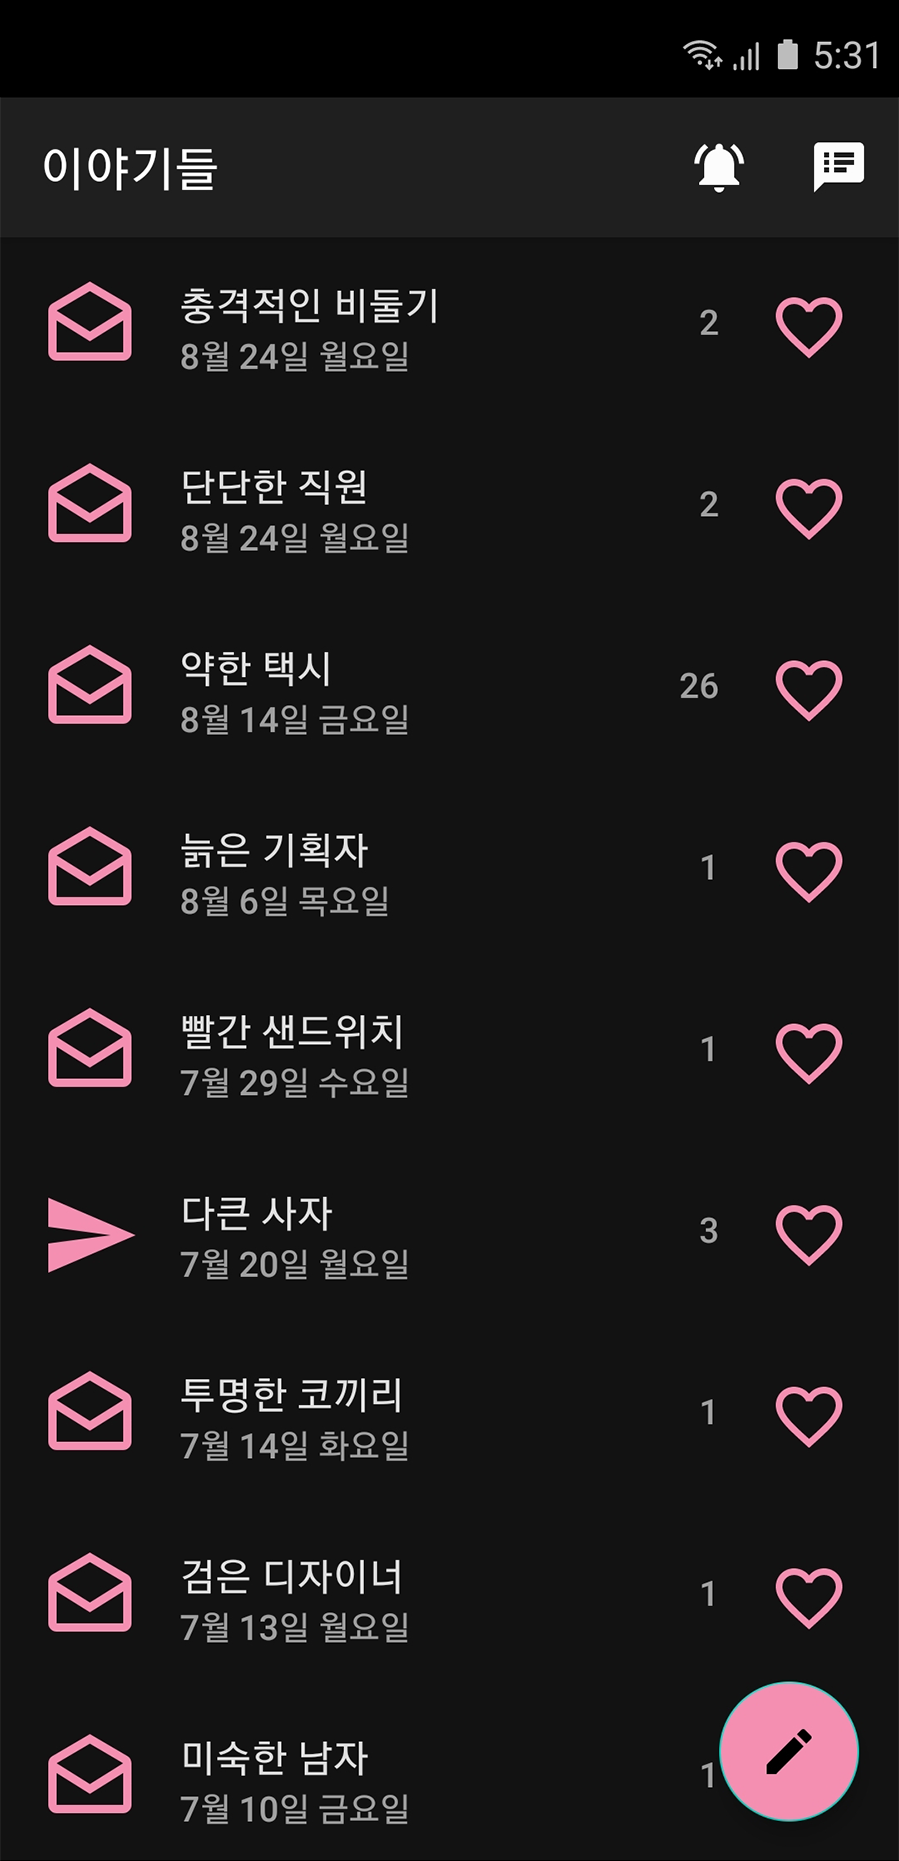 5:31
이야기들
충격적인 비둘기
8월 24일 월요일
2
단단한 직원
8월 24일 월요일
2
약한 택시
8월 14일 금요일
26
늙은 기획자
8월 6일 목요일
1
빨간 샌드위치
7월 29일 수요일
1
다큰 사자
7월 20일 월요일
3
투명한 코끼리
7월 14일 화요일
1
검은 디자이너
7월 13일 월요일
1
미숙한 남자
7월 10일 금요일
1